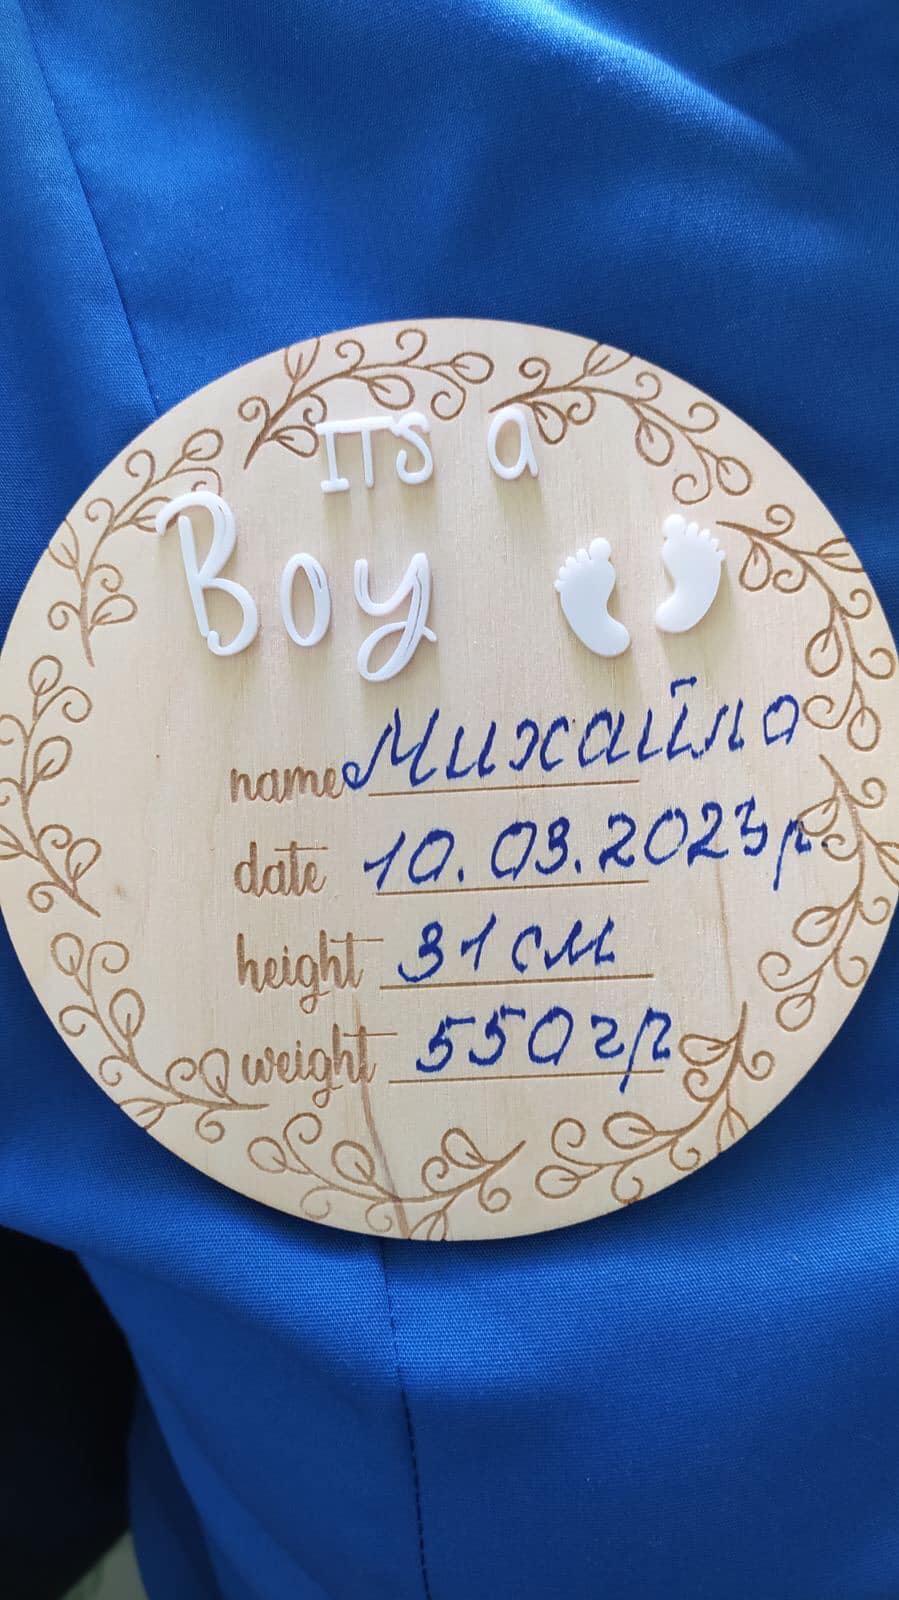 ITS a
Boy
name Михайло
date 10.03.2023р.
height 31см
weight 550гр